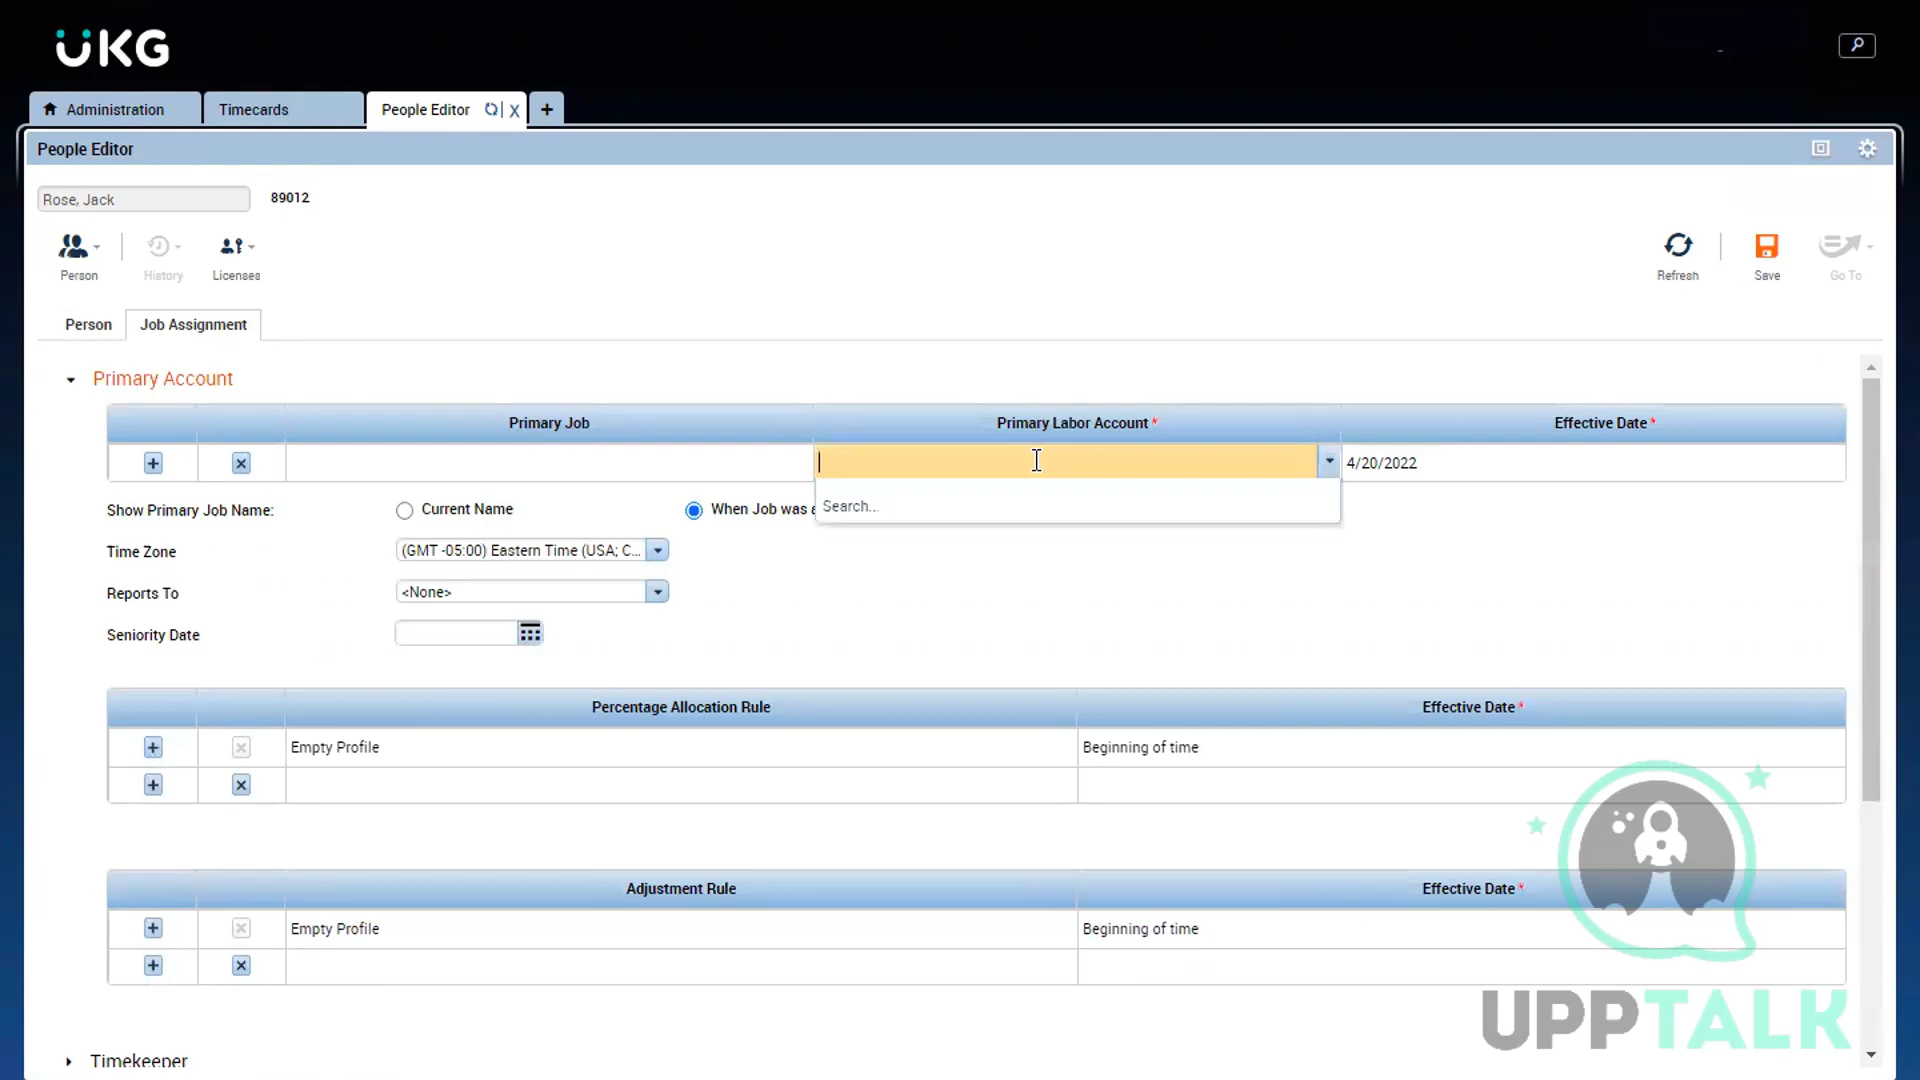 UKG
Administration
Timecards
People Editor
X
+
People Editor
Rose, Jack
89012
Person
History
Licenses
Refresh
Save
Go To
Person
Job Assignment
Primary Account
Primary Job
Primary Labor Account *
Effective Date *
4/20/2022
Search...
Show Primary Job Name:
Current Name
When Job was
Time Zone
(GMT -05:00) Eastern Time (USA; C...
Reports To
<None>
Seniority Date
Percentage Allocation Rule
Effective Date *
Empty Profile
Beginning of time
Adjustment Rule
Effective Date *
Empty Profile
Beginning of time
UPPTALK
Timekeeper